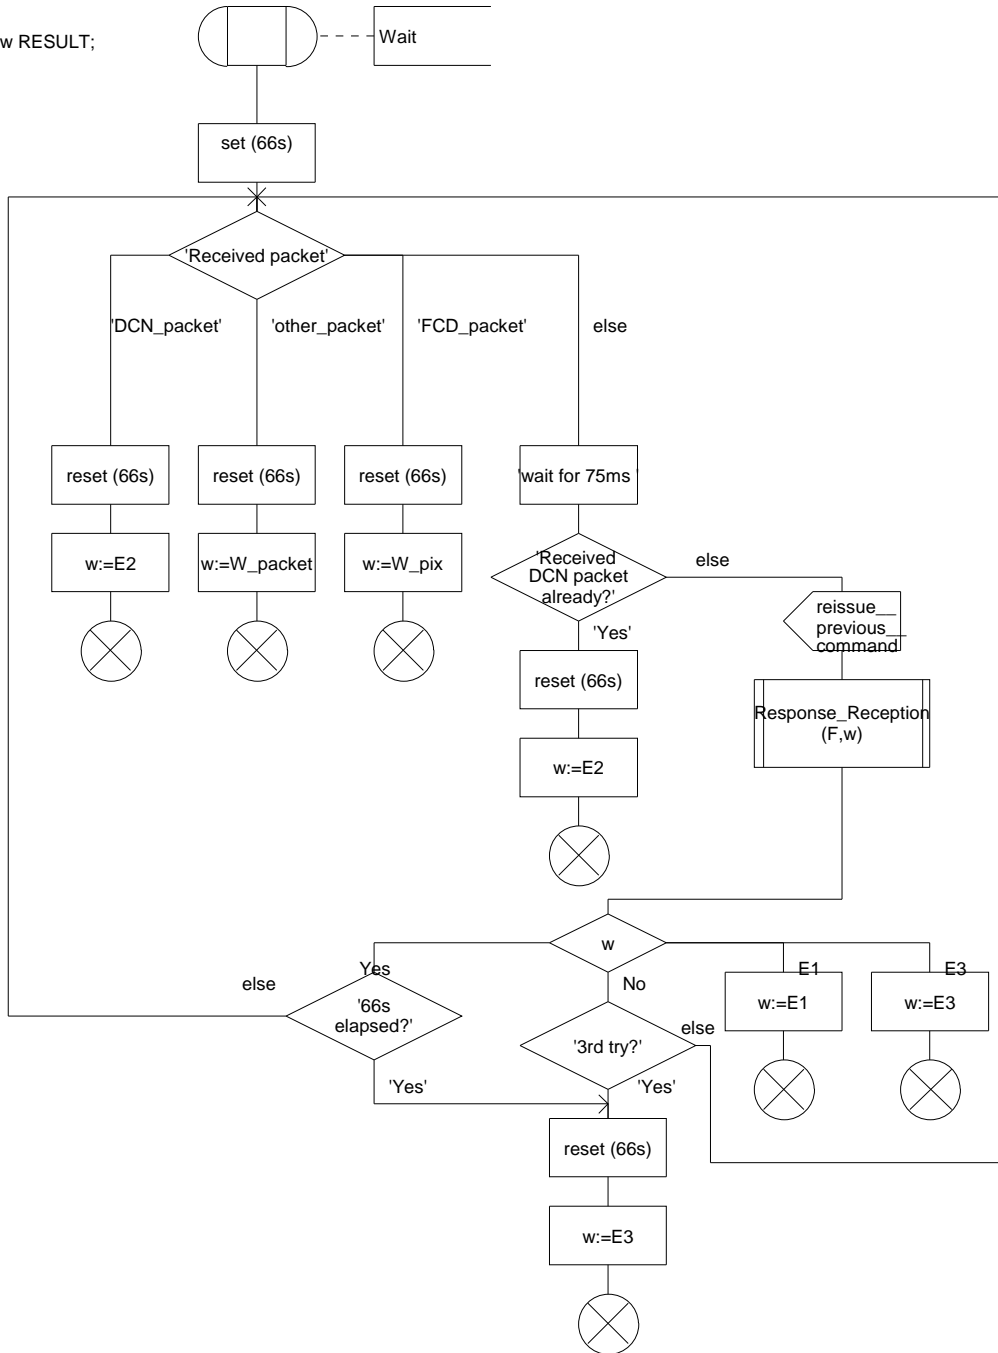 w RESULT;
Wait
set (66s)
'Received packet'
'DCN_packet'
'other_packet'
'FCD_packet'
else
reset (66s)
reset (66s)
reset (66s)
'wait for 75ms '
w:=E2
w:=W_packet
w:=W_pix
'Received
DCN packet
already?'
else
'Yes'
reissue__
previous__
command
reset (66s)
Response_Reception
(F,w)
w:=E2
w
Yes
No
E1
E3
else
'66s
elapsed?'
w:=E1
w:=E3
'3rd try?'
else
'Yes'
'Yes'
reset (66s)
w:=E3